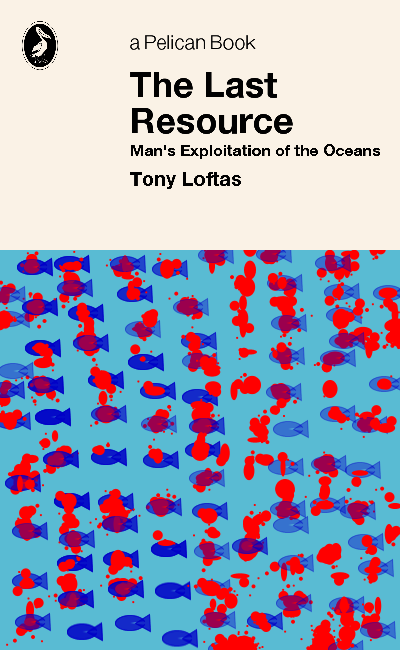 a Pelican Book
The Last
Resource
Man's Exploitation of the Oceans
Tony Loftas